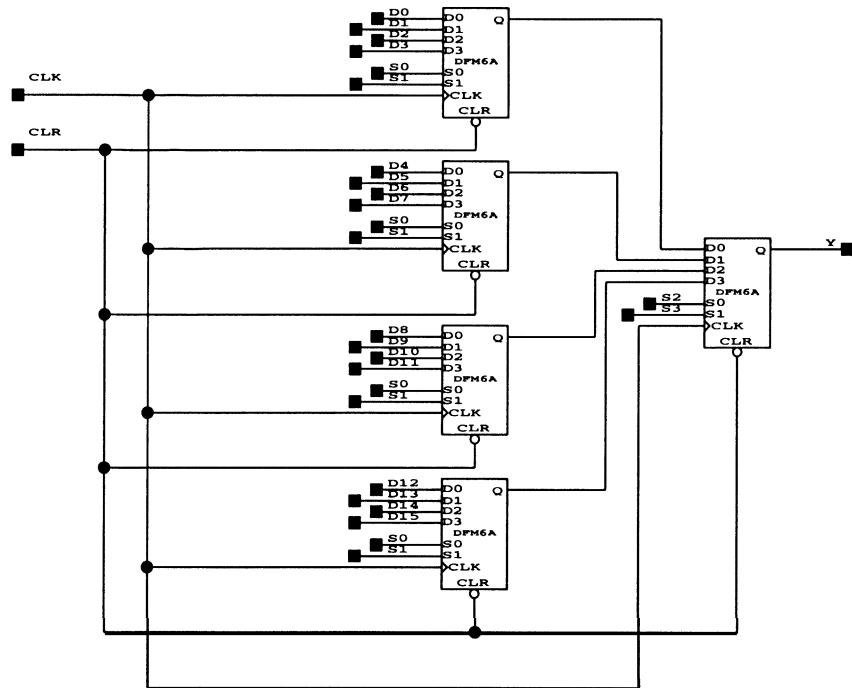 CLK
CLR
D0 D0 Q
D1 D1
D2 D2
D3 D3
DFM6A
S0 S0
S1 S1
CLK
CLR
D4 D0 Q
D5 D1
D6 D2
D7 D3
DFM6A
S0 S0
S1 S1
CLK
CLR
D8 D0 Q
D9 D1
D10 D2
D11 D3
DFM6A
S0 S0
S1 S1
CLK
CLR
D12 D0 Q
D13 D1
D14 D2
D15 D3
DFM6A
S0 S0
S1 S1
CLK
CLR
D0 Q Y
D1
D2
D3
DFM6A
S2 S0
S3 S1
CLK
CLR